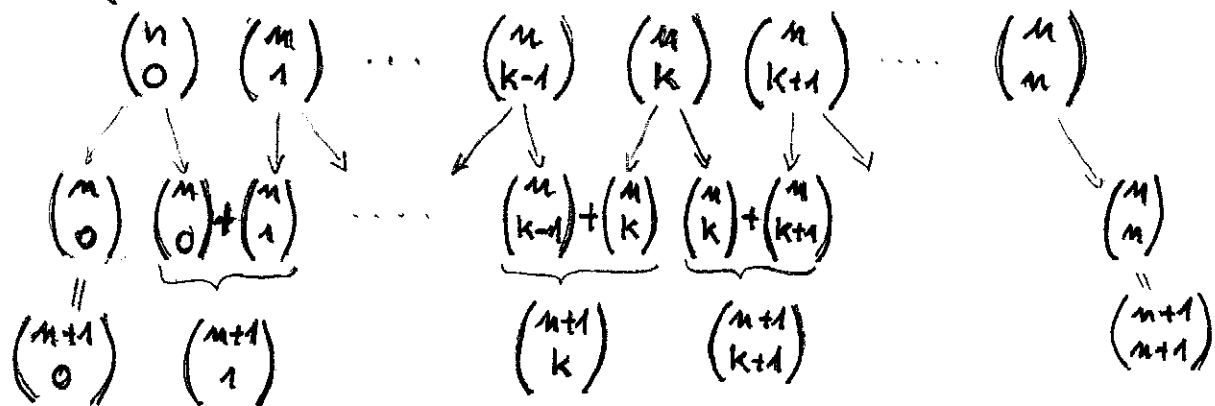 (n 0) (n 1) .... (n k-1) (n k) (n k+1) ..... (n n)
(n 0) (n 0)+(n 1) ..... (n k-1)+(n k) (n k)+(n k+1) (n n)
= =
(n+1 0) (n+1 1) (n+1 k) (n+1 k+1) (n+1 n+1)